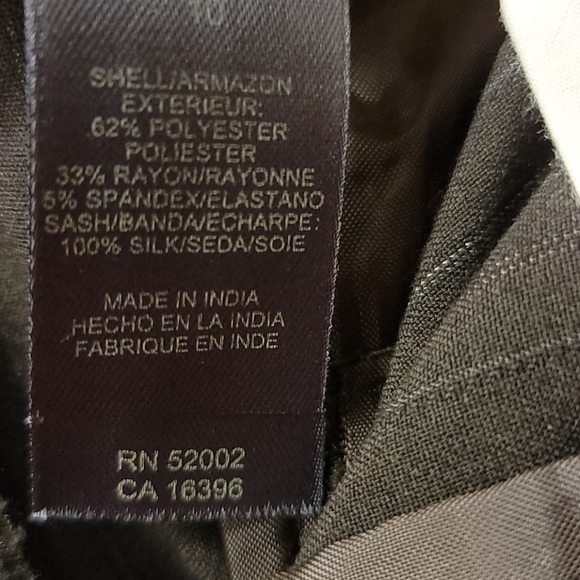 10
SHELL/ARMAZON
EXTERIEUR:
62% POLYESTER
POLIESTER
33% RAYON/RAYONNE
5% SPANDEX/ELASTANO
SASH/BANDA/ECHARPE:
100% SILK/SEDA/SOIE
MADE IN INDIA
HECHO EN LA INDIA
FABRIQUE EN INDE
RN 52002
CA 16396